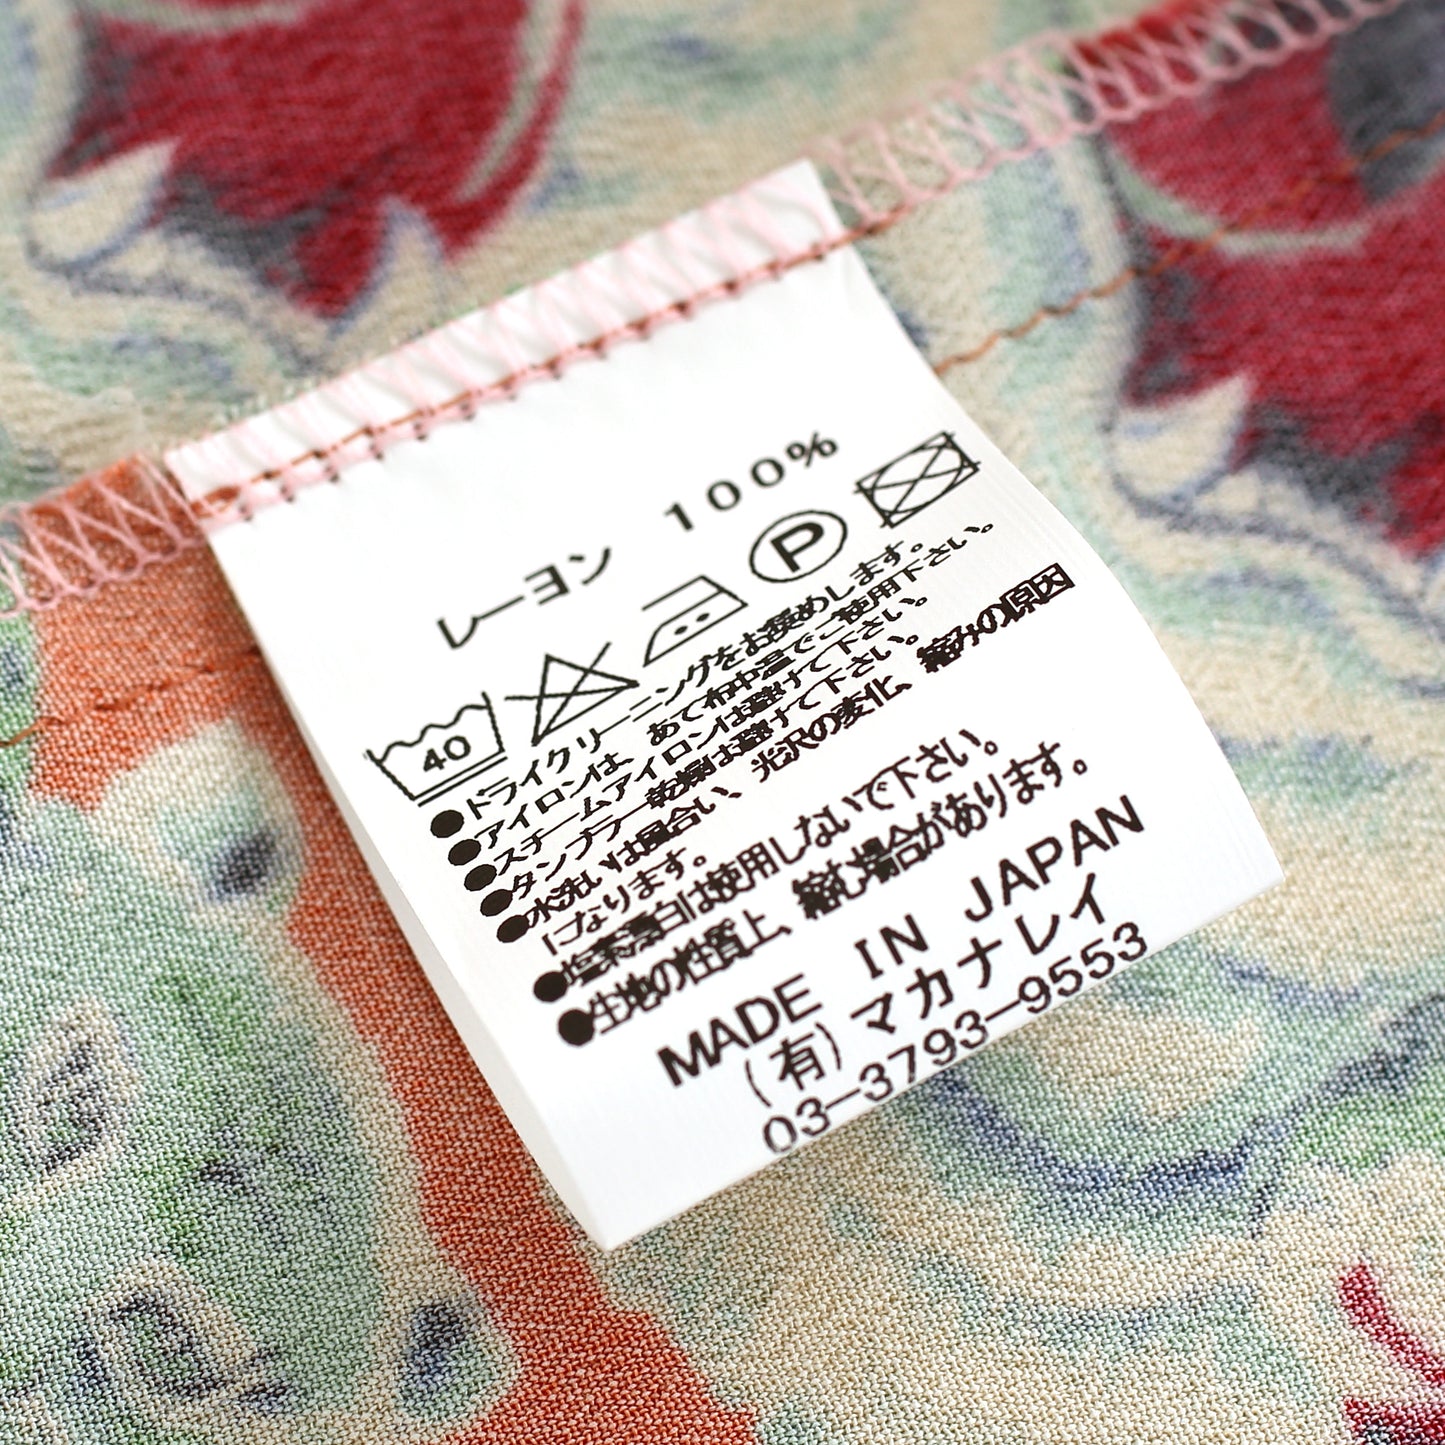 レーヨン 100%
40 P
●ドライクリーニングをお奨めします。
●アイロンは、あて布中温でご使用下さい。
●スチームアイロンは避けて下さい。
●タンブラー乾燥は避けて下さい。
●水洗いは風合い、光沢の変化、縮みの原因
になります。
●塩素漂白は使用しないで下さい。
●生地の性質上、縮む場合があります。
MADE IN JAPAN
(有)マカナレイ
03-3793-9553